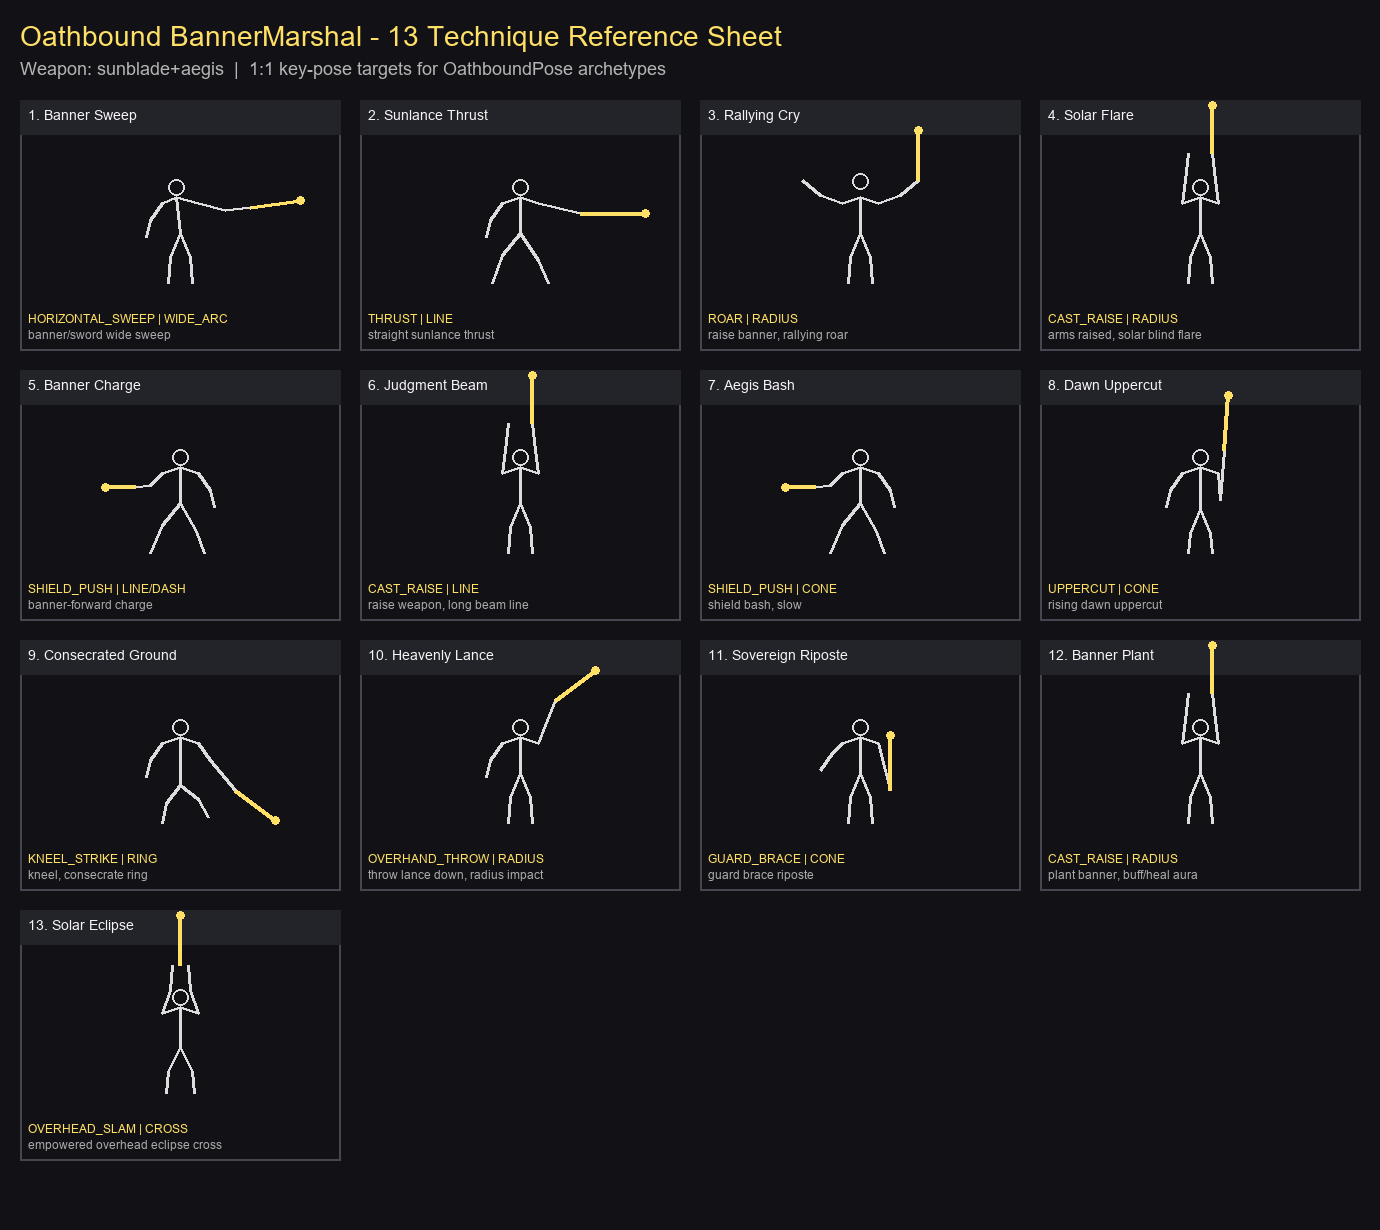 Oathbound BannerMarshal - 13 Technique Reference Sheet
Weapon: sunblade+aegis | 1:1 key-pose targets for OathboundPose archetypes
1. Banner Sweep
HORIZONTAL_SWEEP | WIDE_ARC
banner/sword wide sweep
2. Sunlance Thrust
THRUST | LINE
straight sunlance thrust
3. Rallying Cry
ROAR | RADIUS
raise banner, rallying roar
4. Solar Flare
CAST_RAISE | RADIUS
arms raised, solar blind flare
5. Banner Charge
SHIELD_PUSH | LINE/DASH
banner-forward charge
6. Judgment Beam
CAST_RAISE | LINE
raise weapon, long beam line
7. Aegis Bash
SHIELD_PUSH | CONE
shield bash, slow
8. Dawn Uppercut
UPPERCUT | CONE
rising dawn uppercut
9. Consecrated Ground
KNEEL_STRIKE | RING
kneel, consecrate ring
10. Heavenly Lance
OVERHAND_THROW | RADIUS
throw lance down, radius impact
11. Sovereign Riposte
GUARD_BRACE | CONE
guard brace riposte
12. Banner Plant
CAST_RAISE | RADIUS
plant banner, buff/heal aura
13. Solar Eclipse
OVERHEAD_SLAM | CROSS
empowered overhead eclipse cross